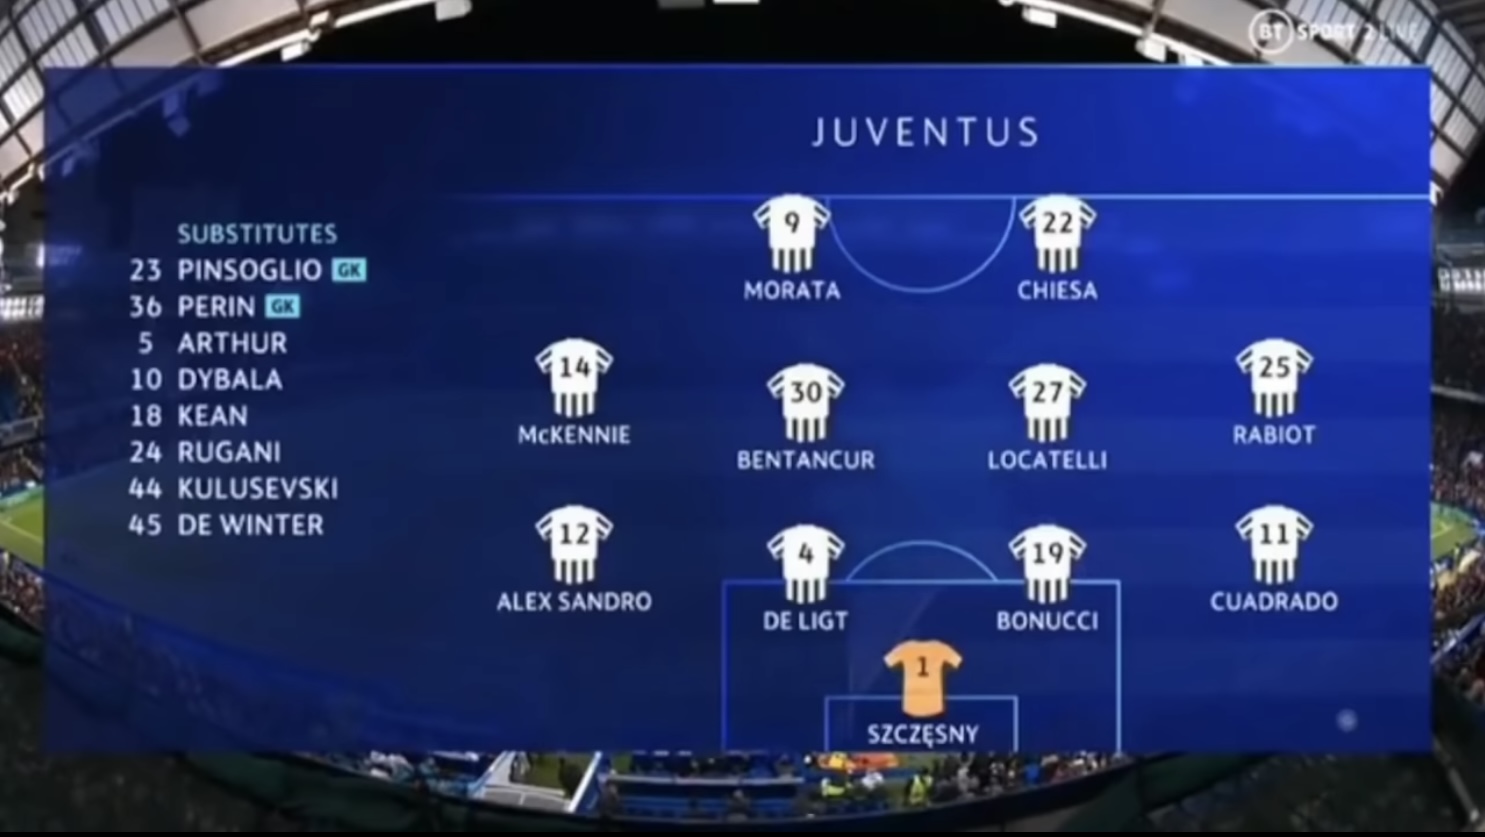 BT SPORT 2 LIVE
JUVENTUS
SUBSTITUTES
23 PINSOGLIO GK
36 PERIN GK
5 ARTHUR
10 DYBALA
18 KEAN
24 RUGANI
44 KULUSEVSKI
45 DE WINTER
9
MORATA
22
CHIESA
14
McKENNIE
30
BENTANCUR
27
LOCATELLI
25
RABIOT
12
ALEX SANDRO
4
DE LIGT
19
BONUCCI
11
CUADRADO
1
SZCZĘSNY